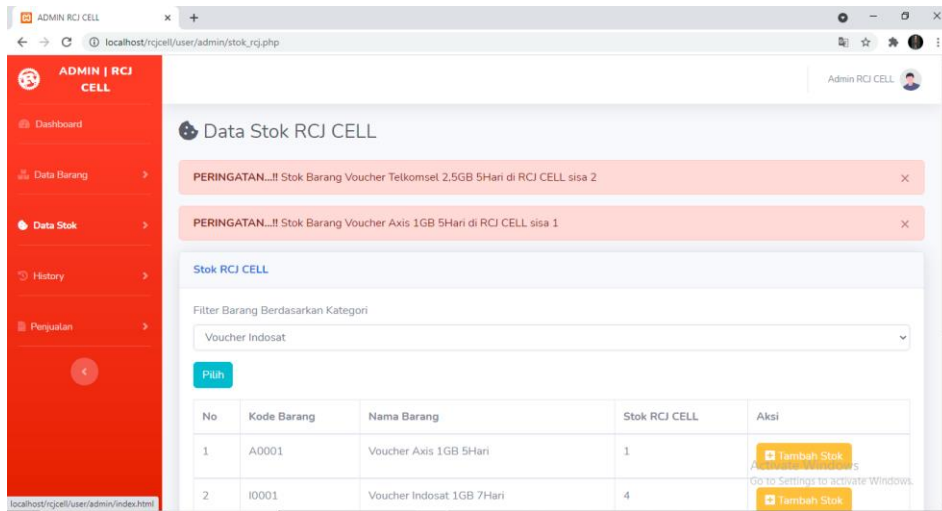 ADMIN RCJ CELL
localhost/rcjcell/user/admin/stok_rcj.php
ADMIN | RCJ
CELL
Admin RCJ CELL
Dashboard
Data Barang
Data Stok
History
Penjualan
Data Stok RCJ CELL
PERINGATAN...!! Stok Barang Voucher Telkomsel 2.5GB 5Hari di RCJ CELL sisa 2
PERINGATAN...!! Stok Barang Voucher Axis 1GB 5Hari di RCJ CELL sisa 1
Stok RCJ CELL
Filter Barang Berdasarkan Kategori
Voucher Indosat
Pilih
No Kode Barang Nama Barang Stok RCJ CELL Aksi
1 A0001 Voucher Axis 1GB 5Hari 1 Tambah Stok
2 I0001 Voucher Indosat 1GB 7Hari 4 Tambah Stok
Activate Windows
Go to Settings to activate Windows.
localhost/rcjcell/user/admin/index.html